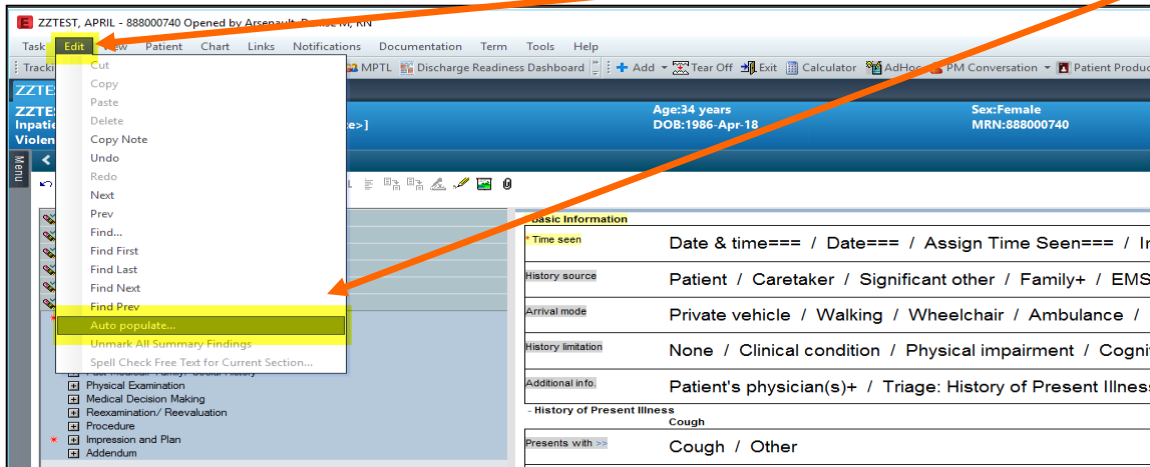 ZZTEST, APRIL - 888000740 Opened by Arsenault, Denise M, RN
Task Edit View Patient Chart Links Notifications Documentation Term Tools Help
MPTL Discharge Readiness Dashboard Add Tear Off Exit Calculator AdHoc PM Conversation Patient
Age:34 years Sex:Female
DOB:1986-Apr-18 MRN:888000740
Menu
Cut
Copy
Paste
Delete
Copy Note
Undo
Redo
Next
Prev
Find...
Find First
Find Last
Find Next
Find Prev
Auto populate...
Unmark All Summary Findings
Spell Check Free Text for Current Section...
Physical Examination
Medical Decision Making
Reexamination/ Reevaluation
Procedure
* Impression and Plan
Addendum
Basic Information
* Time seen Date & time=== / Date=== / Assign Time Seen=== /
History source Patient / Caretaker / Significant other / Family+ / EMS
Arrival mode Private vehicle / Walking / Wheelchair / Ambulance /
History limitation None / Clinical condition / Physical impairment /
Additional info. Patient's physician(s)+ / Triage: History of Present
- History of Present Illness
Cough
Presents with >> Cough / Other